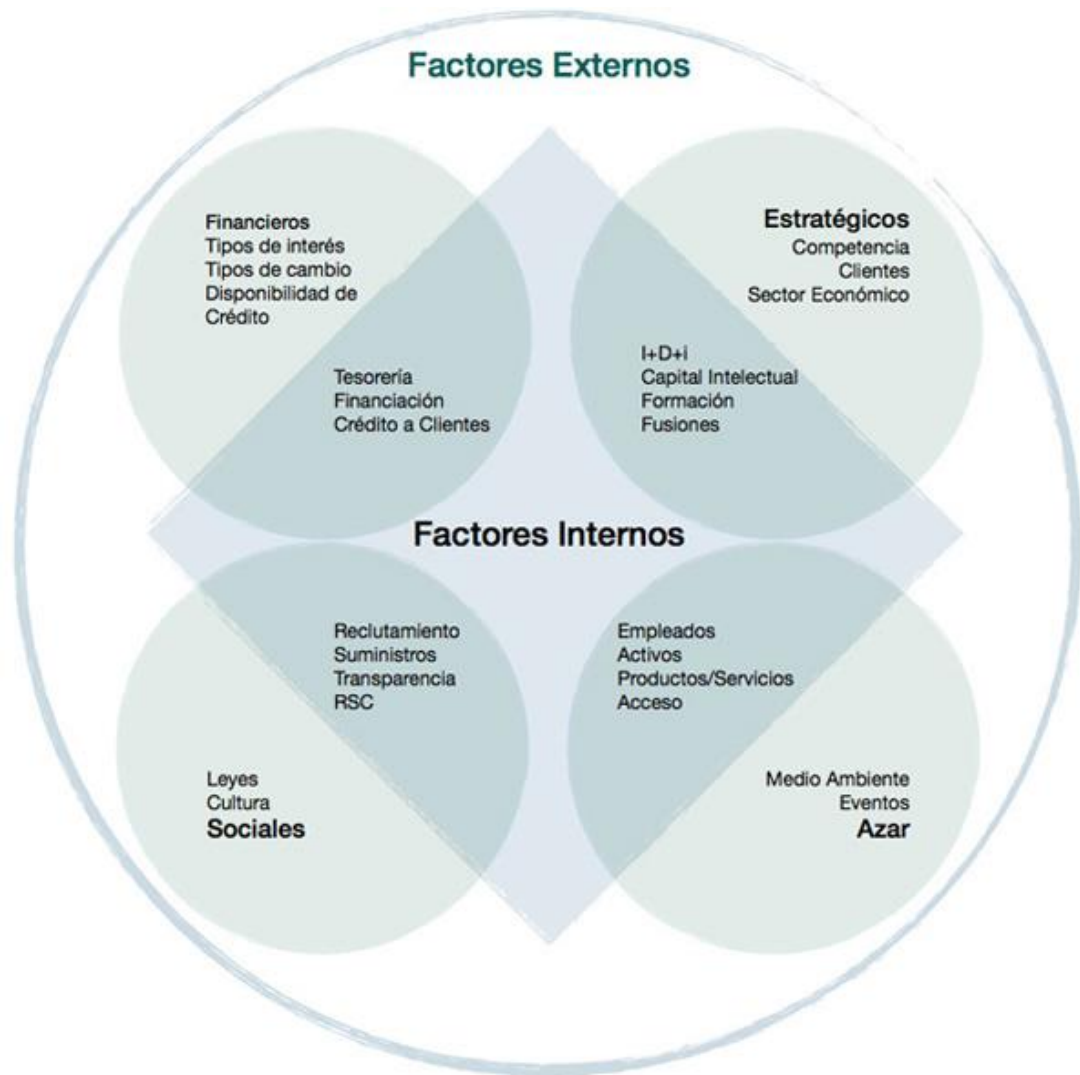 Factores Externos
Financieros
Tipos de interés
Tipos de cambio
Disponibilidad de
Crédito
Tesorería
Financiación
Crédito a Clientes
Estratégicos
Competencia
Clientes
Sector Económico
I+D+i
Capital Intelectual
Formación
Fusiones
Factores Internos
Reclutamiento
Suministros
Transparencia
RSC
Leyes
Cultura
Sociales
Empleados
Activos
Productos/Servicios
Acceso
Medio Ambiente
Eventos
Azar